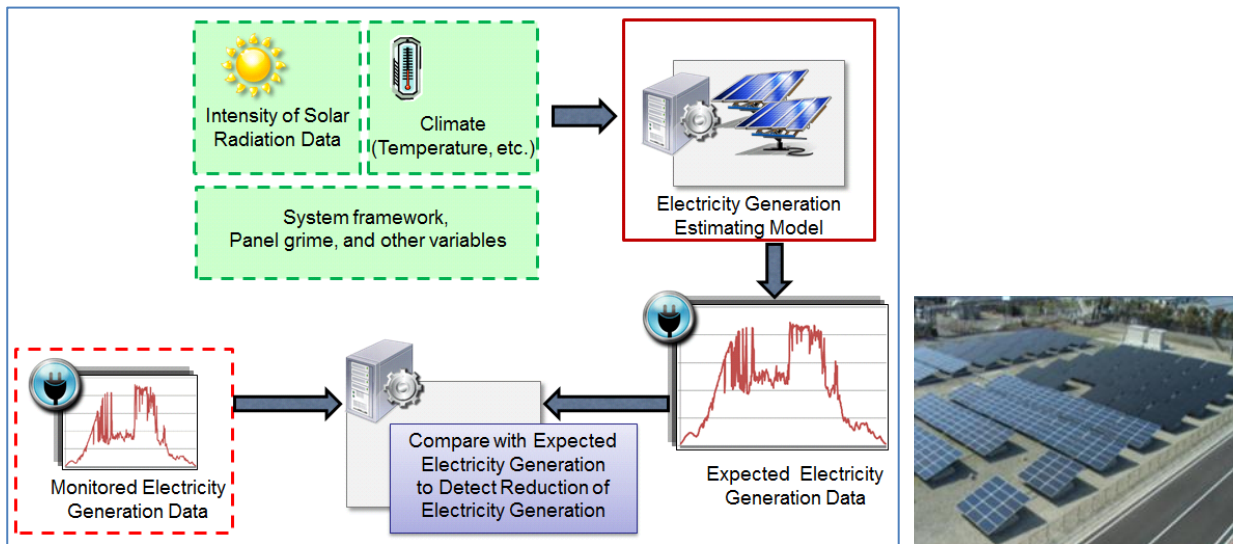 Intensity of Solar
Radiation Data
Climate
(Temperature, etc.)
System framework,
Panel grime, and other variables
Electricity Generation
Estimating Model
Monitored Electricity
Generation Data
Compare with Expected
Electricity Generation
to Detect Reduction of
Electricity Generation
Expected Electricity
Generation Data